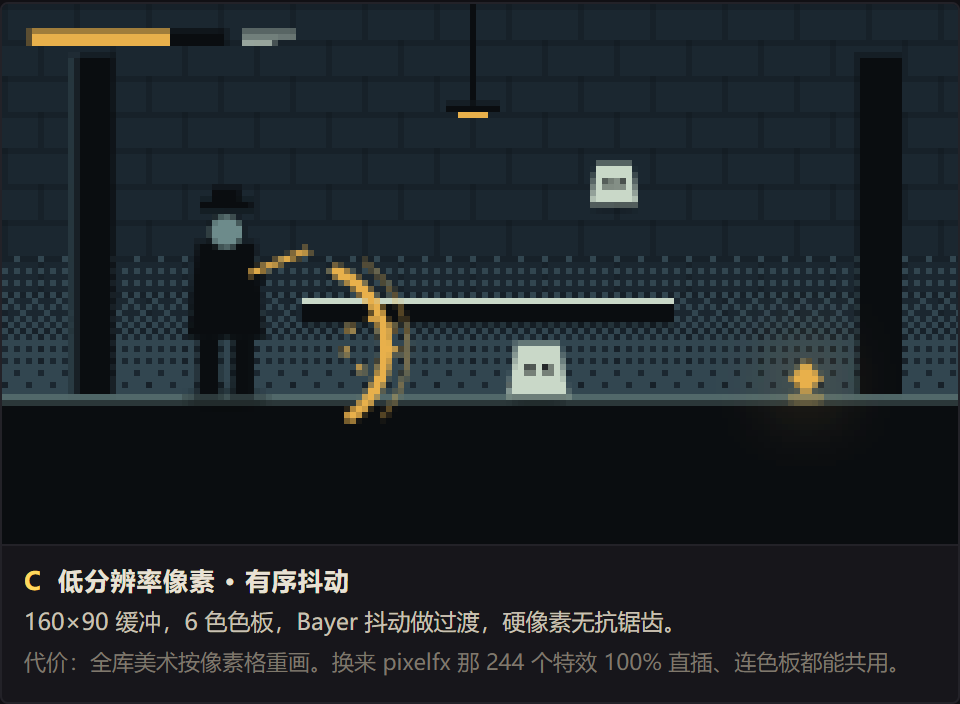 C 低分辨率像素 · 有序抖动
160×90 缓冲，6 色色板，Bayer 抖动做过渡，硬像素无抗锯齿。
代价：全库美术按像素格重画。换来 pixelfx 那 244 个特效 100% 直插、连色板都能共用。